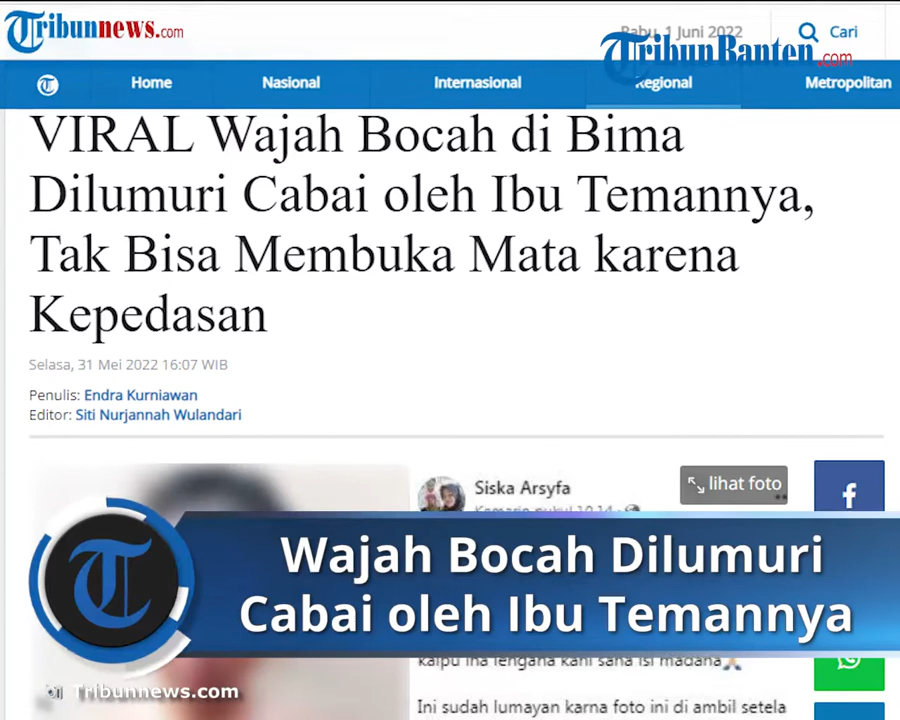 Tribunnews.com
Rabu, 1 Juni 2022
Cari
TribunBanten.com
Home
Nasional
Internasional
Regional
Metropolitan
VIRAL Wajah Bocah di Bima
Dilumuri Cabai oleh Ibu Temannya,
Tak Bisa Membuka Mata karena
Kepedasan
Selasa, 31 Mei 2022 16:07 WIB
Penulis: Endra Kurniawan
Editor: Siti Nurjannah Wulandari
Siska Arsyfa
lihat foto
Wajah Bocah Dilumuri
Cabai oleh Ibu Temannya
Tribunnews.com
Ini sudah lumayan karna foto ini di ambil setela